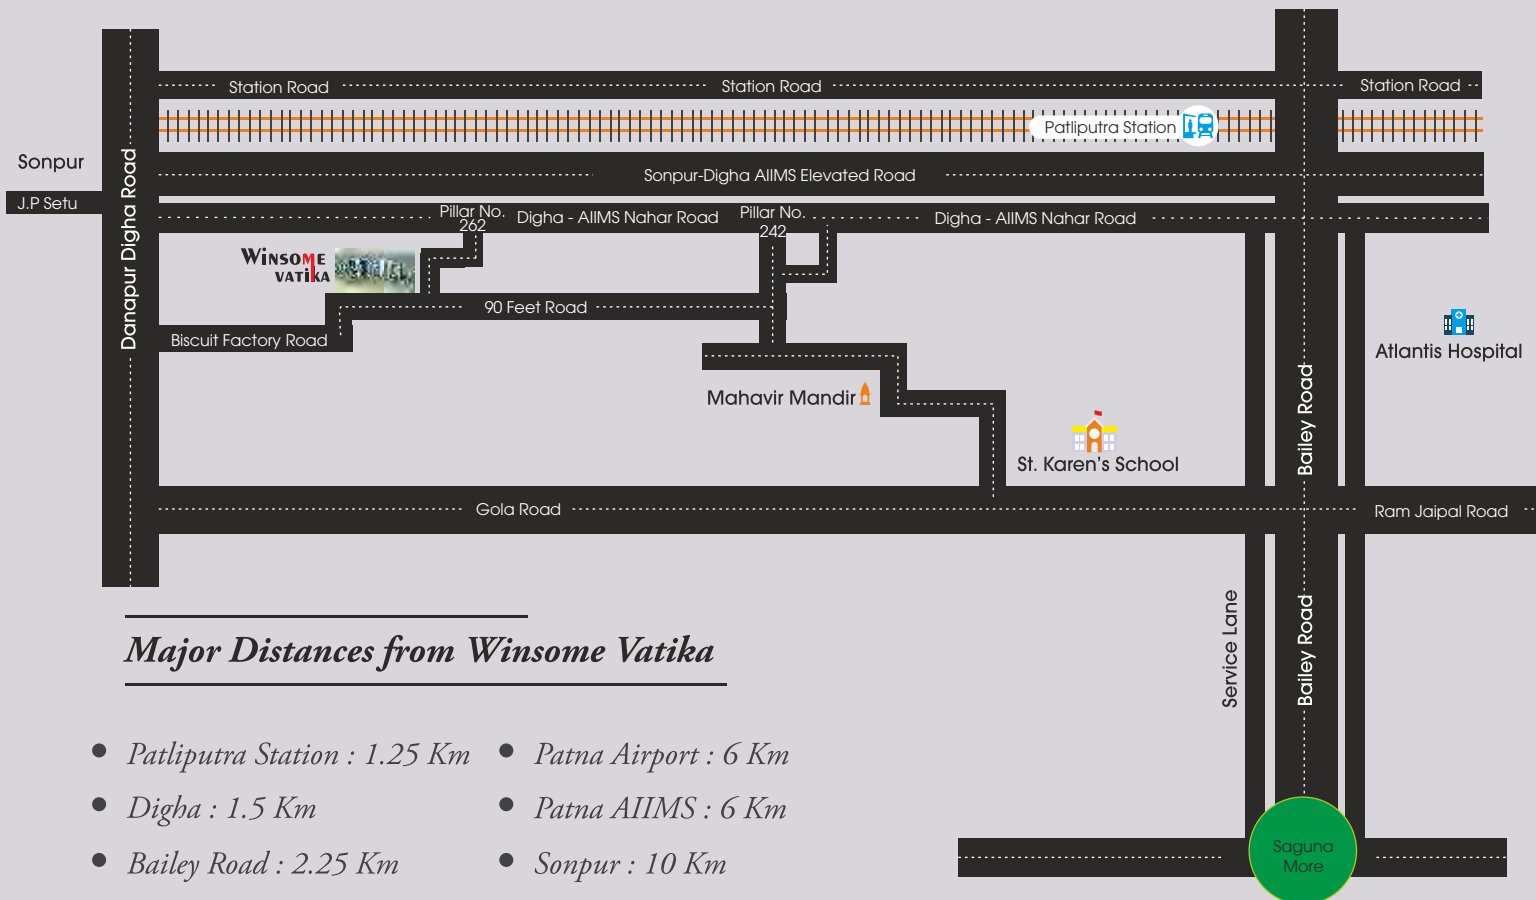 Station Road
Station Road
Station Road
Patliputra Station
Sonpur
Sonpur-Digha AIIMS Elevated Road
J.P Setu
Danapur Digha Road
Pillar No.
262
Digha - AIIMS Nahar Road
Pillar No.
242
Digha - AIIMS Nahar Road
Winsome
vatika
90 Feet Road
Biscuit Factory Road
Atlantis Hospital
Mahavir Mandir
Bailey Road
St. Karen's School
Gola Road
Ram Jaipal Road
Service Lane
Bailey Road
Major Distances from Winsome Vatika
Patliputra Station : 1.25 Km
Patna Airport : 6 Km
Digha : 1.5 Km
Patna AIIMS : 6 Km
Bailey Road : 2.25 Km
Sonpur : 10 Km
Saguna
More